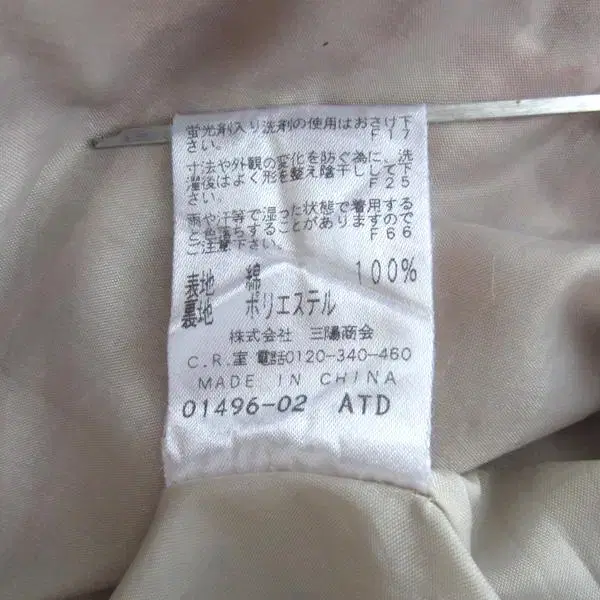 蛍光剤入り洗剤の使用はおさけ下
さい。 F17
寸法や外観の変化を防ぐ為に、洗
濯後はよく形を整え陰干しして下
さい。 F25
雨や汗等で湿った状態で着用する
と色落ちすることがありますので
ご注意下さい。 F66
表地 綿 100%
裏地 ポリエステル
株式会社 三陽商会
C.R.室 電話0120-340-460
MADE IN CHINA
01496-02 ATD